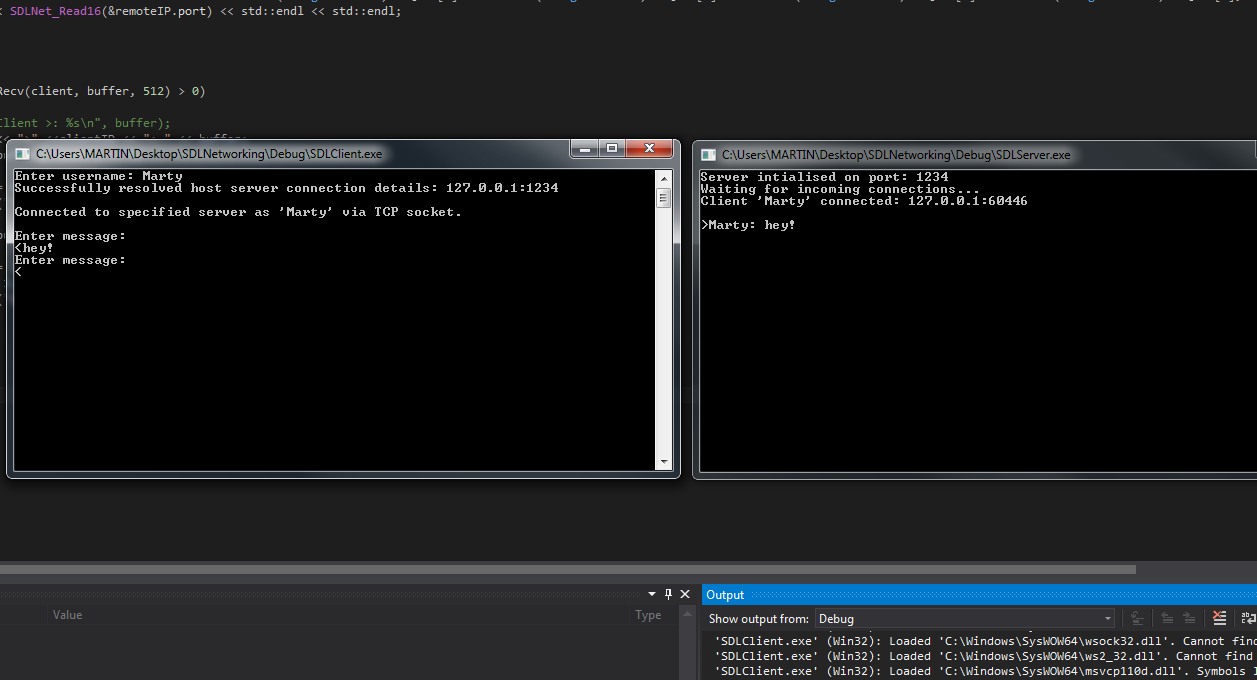 < SDLNet_Read16(&remoteIP.port) << std::endl << std::endl;
Recv(client, buffer, 512) > 0)
Client >: %s\n", buffer);
C:\Users\MARTIN\Desktop\SDLNetworking\Debug\SDLClient.exe
Enter username: Marty
Successfully resolved host server connection details: 127.0.0.1:1234
Connected to specified server as 'Marty' via TCP socket.
Enter message:
<hey!
Enter message:
<
C:\Users\MARTIN\Desktop\SDLNetworking\Debug\SDLServer.exe
Server intialised on port: 1234
Waiting for incoming connections...
Client 'Marty' connected: 127.0.0.1:60446
>Marty: hey!
Value
Type
Output
Show output from: Debug
'SDLClient.exe' (Win32): Loaded 'C:\Windows\SysWOW64\wsock32.dll'. Cannot find
'SDLClient.exe' (Win32): Loaded 'C:\Windows\SysWOW64\ws2_32.dll'. Cannot find
'SDLClient.exe' (Win32): Loaded 'C:\Windows\SysWOW64\msvcp110d.dll'. Symbols l